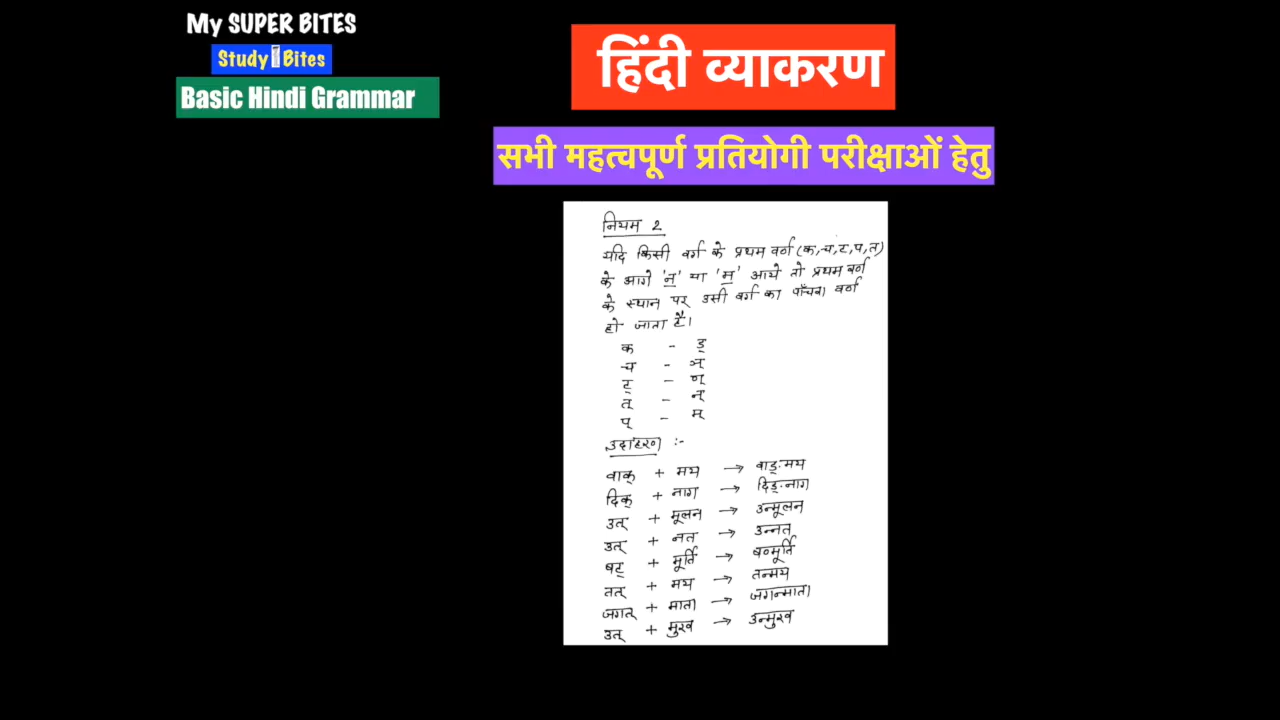 My SUPER BITES
Study Bites
Basic Hindi Grammar
हिंदी व्याकरण
सभी महत्वपूर्ण प्रतियोगी परीक्षाओं हेतु
नियम 2
यदि किसी वर्ग के प्रथम वर्ण (क,च,ट,प,त)
के आगे 'न' या 'म' आये तो प्रथम वर्ण
के स्थान पर उसी वर्ग का पाँचवा वर्ण
हो जाता है।
क - ड़्
च - ञ्
ट् - ण्
त् - न्
प् - म्
उदाहरण :-
वाक् + मय → वाड़्मय
दिक् + नाग → दिड़्नाग
उत् + मूलन → उन्मूलन
उत् + नत → उन्नत
षट् + मूर्ति → षण्मूर्ति
तत् + मय → तन्मय
जगत् + माता → जगन्माता
उत् + मुख → उन्मुख